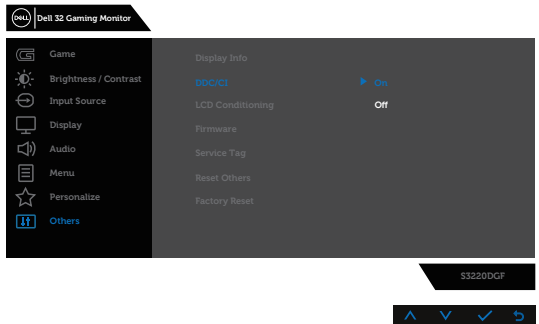 DELL
Dell 32 Gaming Monitor
Game
Brightness / Contrast
Input Source
Display
Audio
Menu
Personalize
Others
Display Info
DDC/CI
On
LCD Conditioning
Off
Firmware
Service Tag
Reset Others
Factory Reset
S3220DGF